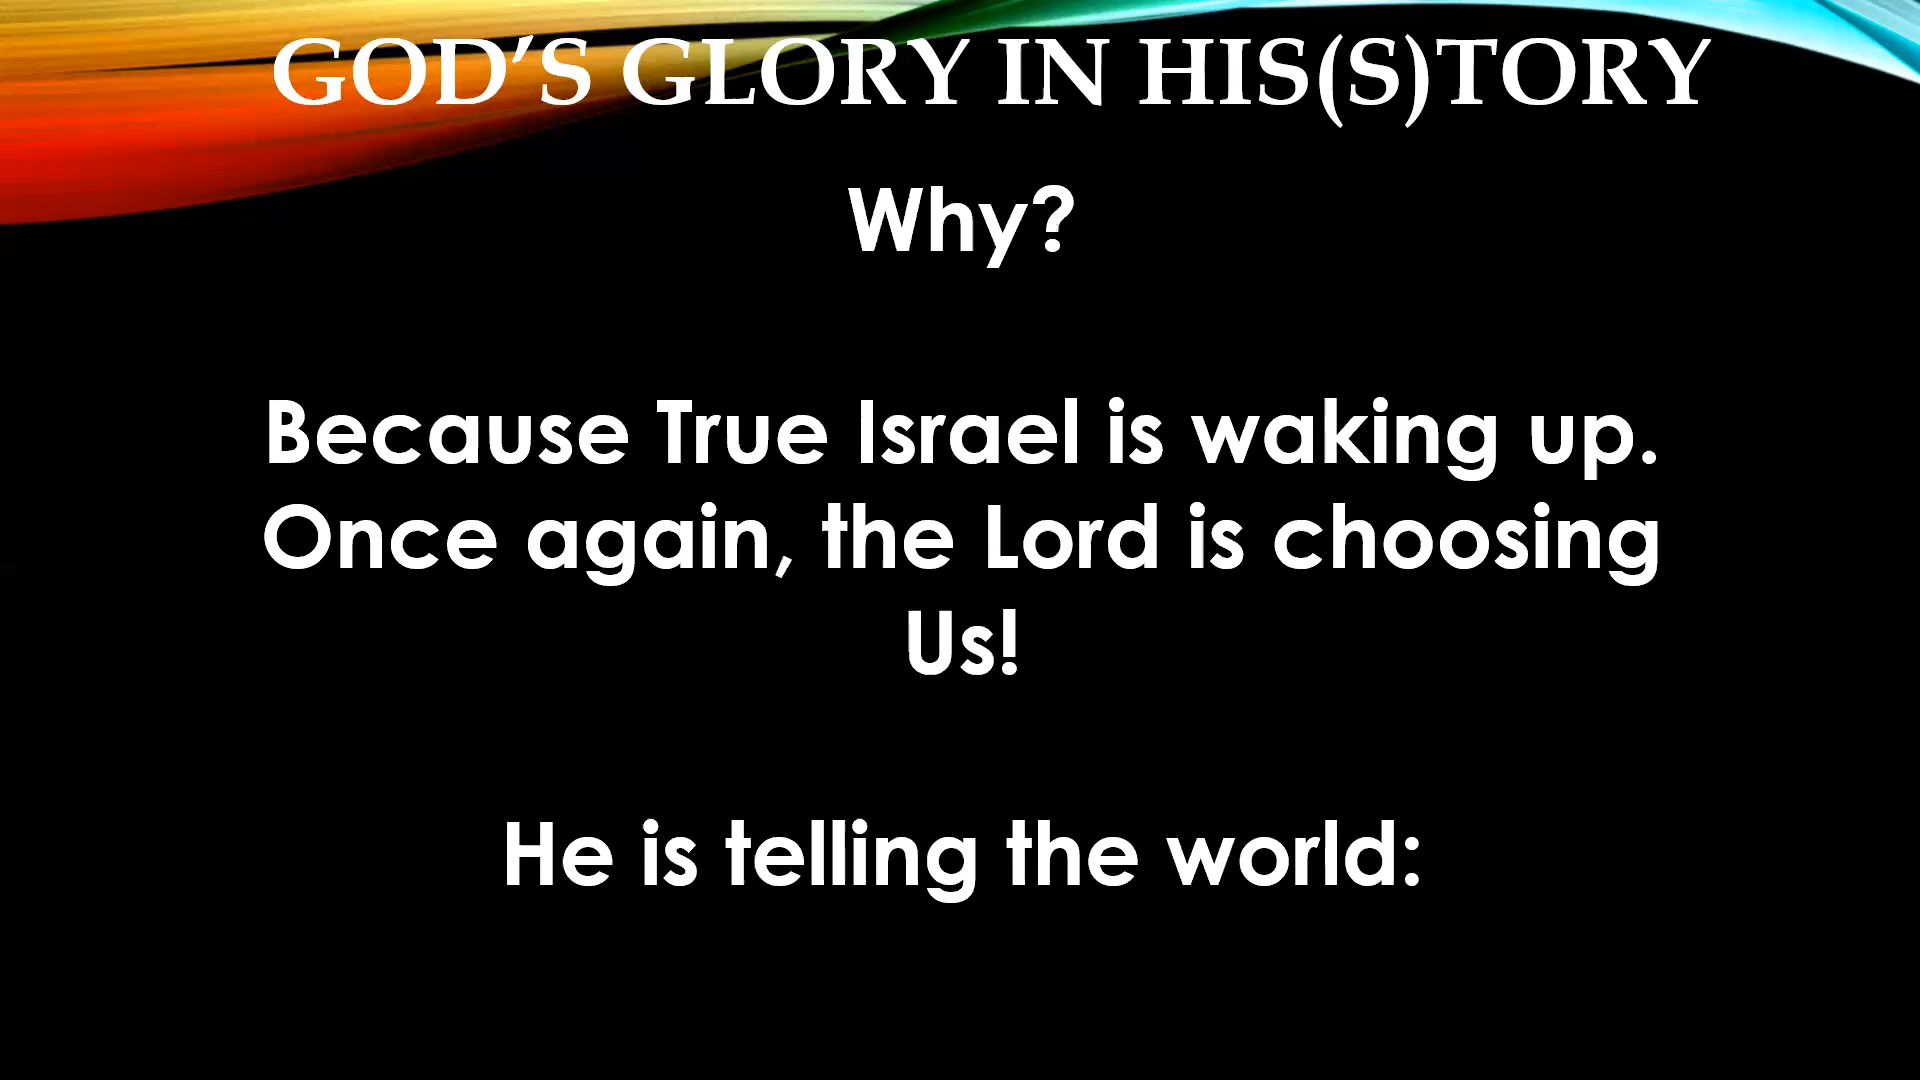 GOD’S GLORY IN HIS(S)TORY
Why?
Because True Israel is waking up.
Once again, the Lord is choosing
Us!
He is telling the world: